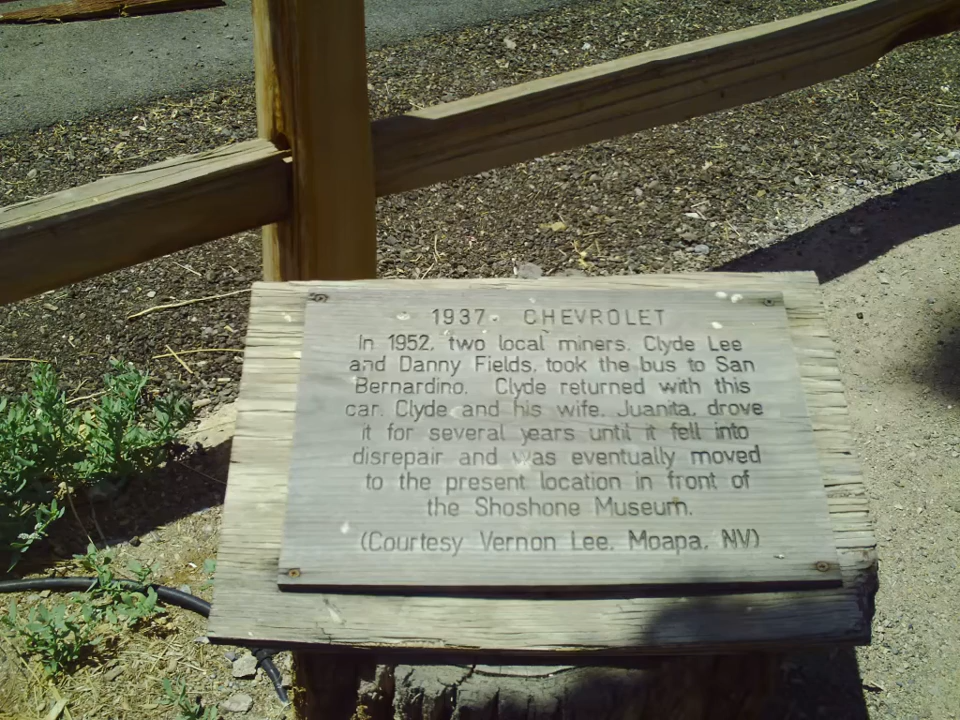 1937 CHEVROLET
In 1952, two local miners, Clyde Lee
and Danny Fields, took the bus to San
Bernardino. Clyde returned with this
car. Clyde and his wife, Juanita, drove
it for several years until it fell into
disrepair and was eventually moved
to the present location in front of
the Shoshone Museum.
(Courtesy Vernon Lee, Moapa, NV)